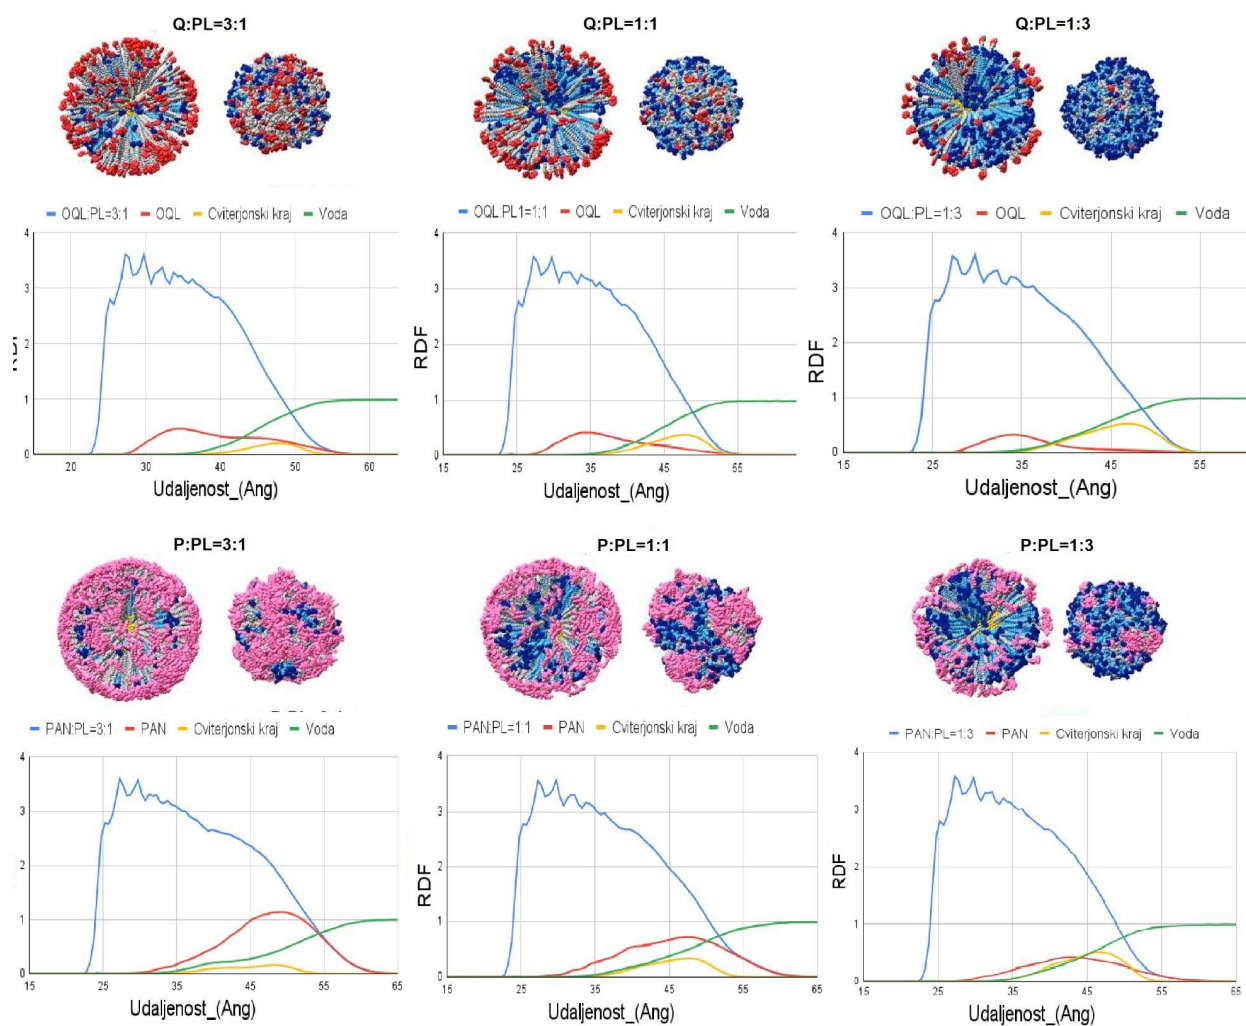 Q:PL=3:1
Q:PL=1:1
Q:PL=1:3
OQL:PL=3:1 OQL Cviterjonski kraj Voda
OQL:PL1=1:1 OQL Cviterjonski kraj Voda
OQL:PL=1:3 OQL Cviterjonski kraj Voda
4
3
2
1
0
20 30 40 50 60
Udaljenost_(Ang)
RDF
4
3
2
1
0
15 25 35 45 55
Udaljenost_(Ang)
RDF
4
3
2
1
0
15 25 35 45 55
Udaljenost_(Ang)
P:PL=3:1
P:PL=1:1
P:PL=1:3
PAN:PL=3:1 PAN Cviterjonski kraj Voda
PAN:PL=1:1 PAN Cviterjonski kraj Voda
PAN:PL=1:3 PAN Cviterjonski kraj Voda
4
3
2
1
0
15 25 35 45 55 65
Udaljenost_(Ang)
RDF
4
3
2
1
0
15 25 35 45 55 65
Udaljenost_(Ang)
RDF
4
3
2
1
0
15 25 35 45 55 65
Udaljenost_(Ang)